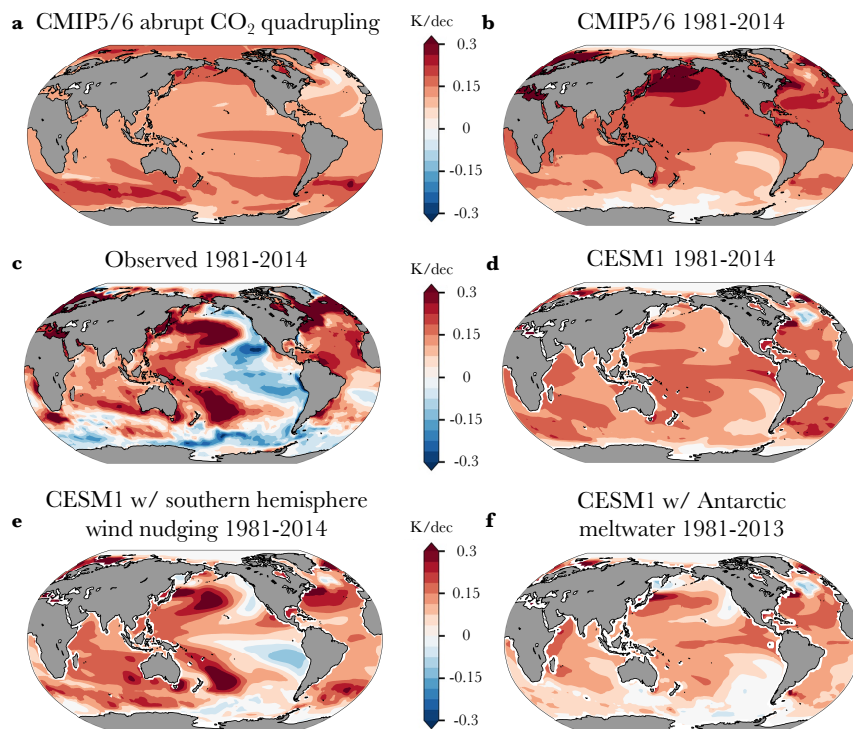 a CMIP5/6 abrupt CO₂ quadrupling
K/dec
b CMIP5/6 1981-2014
0.3
0.15
0
-0.15
-0.3
c Observed 1981-2014
K/dec
d CESM1 1981-2014
0.3
0.15
0
-0.15
-0.3
e CESM1 w/ southern hemisphere
wind nudging 1981-2014
K/dec
f CESM1 w/ Antarctic
meltwater 1981-2013
0.3
0.15
0
-0.15
-0.3